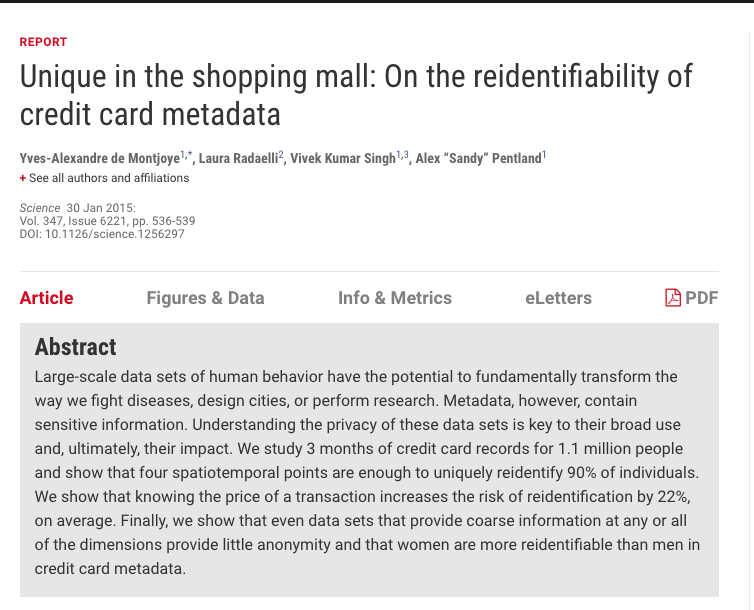 REPORT
Unique in the shopping mall: On the reidentifiability of
credit card metadata
Yves-Alexandre de Montjoye1,*, Laura Radaelli2, Vivek Kumar Singh1,3, Alex “Sandy” Pentland1
+ See all authors and affiliations
Science 30 Jan 2015:
Vol. 347, Issue 6221, pp. 536-539
DOI: 10.1126/science.1256297
Article Figures & Data Info & Metrics eLetters PDF
Abstract
Large-scale data sets of human behavior have the potential to fundamentally transform the
way we fight diseases, design cities, or perform research. Metadata, however, contain
sensitive information. Understanding the privacy of these data sets is key to their broad use
and, ultimately, their impact. We study 3 months of credit card records for 1.1 million people
and show that four spatiotemporal points are enough to uniquely reidentify 90% of individuals.
We show that knowing the price of a transaction increases the risk of reidentification by 22%,
on average. Finally, we show that even data sets that provide coarse information at any or all
of the dimensions provide little anonymity and that women are more reidentifiable than men in
credit card metadata.